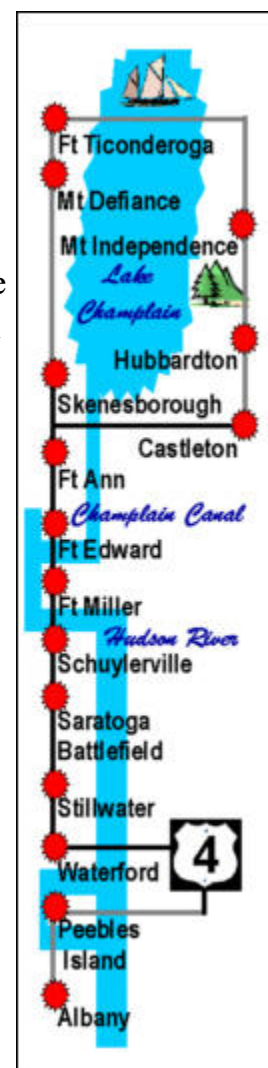 Ft Ticonderoga
Mt Defiance
Mt Independence
e
Lake
Champlain
Hubbardton
Skenesborough
Castleton
Ft Ann
Champlain Canal
Ft Edward
Ft Miller
Hudson River
Schuylerville
Saratoga
Battlefield
Stillwater
4
Waterford
Peebles
Island
Albany